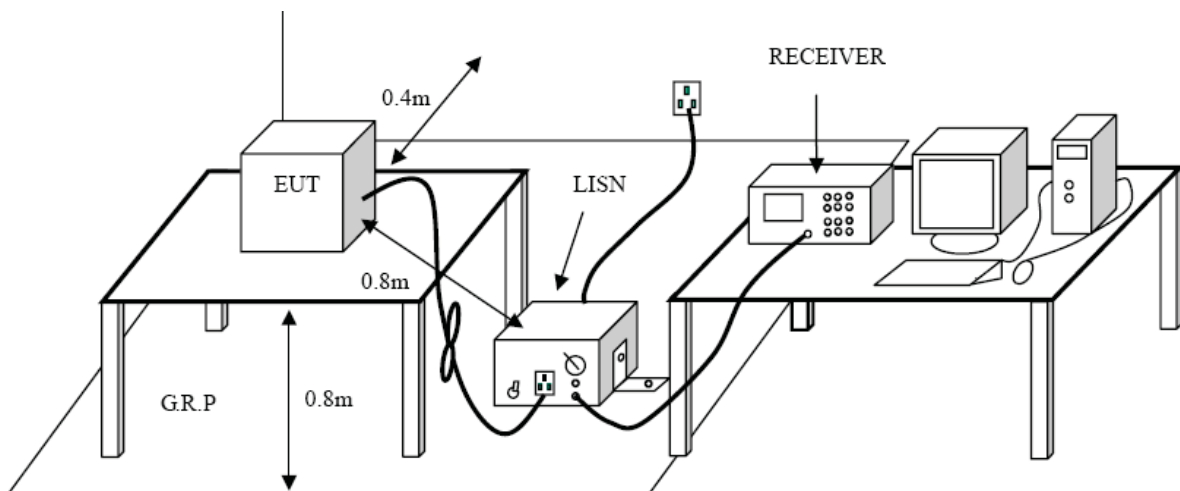 RECEIVER
0.4m
EUT
LISN
0.8m
G.R.P
0.8m